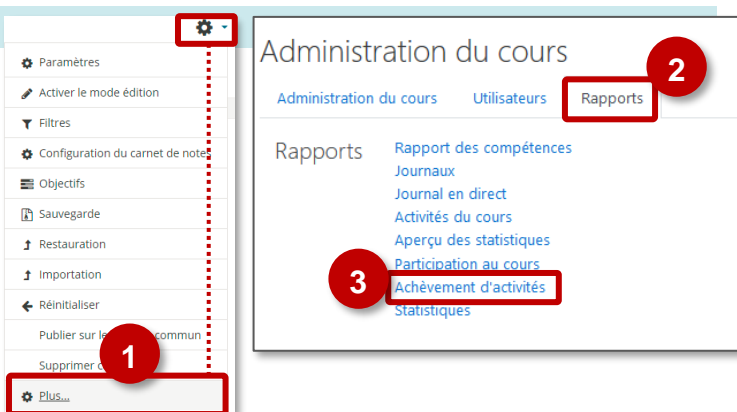 Paramètres
Activer le mode édition
Filtres
Configuration du carnet de notes
Objectifs
Sauvegarde
Restauration
Importation
Réinitialiser
Publier sur commun
Supprimer
1
Plus...
Administration du cours
2
Administration du cours Utilisateurs Rapports
Rapports Rapport des compétences
Journaux
Journal en direct
Activités du cours
Aperçu des statistiques
Participation au cours
3 Achèvement d'activités
Statistiques